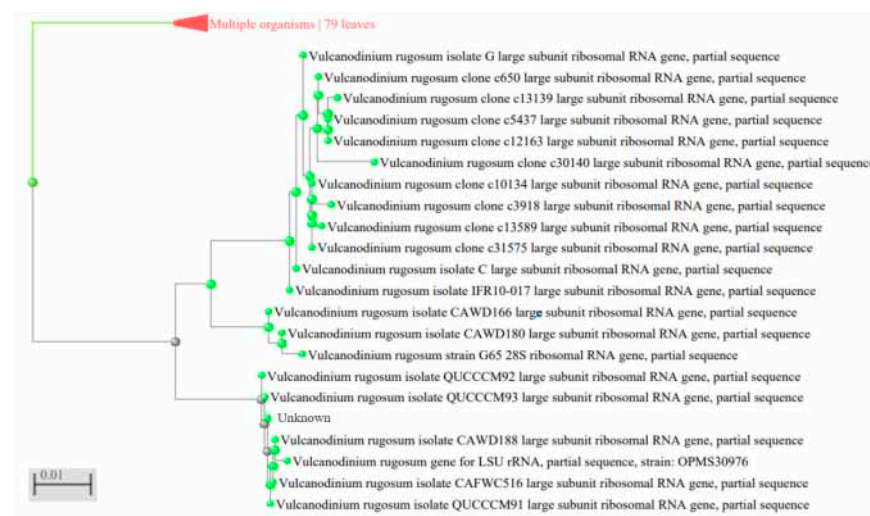 Multiple organisms | 79 leaves
Vulcanodinium rugosum isolate G large subunit ribosomal RNA gene, partial sequence
Vulcanodinium rugosum clone c650 large subunit ribosomal RNA gene, partial sequence
Vulcanodinium rugosum clone c13139 large subunit ribosomal RNA gene, partial sequence
Vulcanodinium rugosum clone c5437 large subunit ribosomal RNA gene, partial sequence
Vulcanodinium rugosum clone c12163 large subunit ribosomal RNA gene, partial sequence
Vulcanodinium rugosum clone c30140 large subunit ribosomal RNA gene, partial sequence
Vulcanodinium rugosum clone c10134 large subunit ribosomal RNA gene, partial sequence
Vulcanodinium rugosum clone c3918 large subunit ribosomal RNA gene, partial sequence
Vulcanodinium rugosum clone c13589 large subunit ribosomal RNA gene, partial sequence
Vulcanodinium rugosum clone c31575 large subunit ribosomal RNA gene, partial sequence
Vulcanodinium rugosum isolate C large subunit ribosomal RNA gene, partial sequence
Vulcanodinium rugosum isolate IFR10-017 large subunit ribosomal RNA gene, partial sequence
Vulcanodinium rugosum isolate CAWD166 large subunit ribosomal RNA gene, partial sequence
Vulcanodinium rugosum isolate CAWD180 large subunit ribosomal RNA gene, partial sequence
Vulcanodinium rugosum strain G65 28S ribosomal RNA gene, partial sequence
Vulcanodinium rugosum isolate QUCCCM92 large subunit ribosomal RNA gene, partial sequence
Vulcanodinium rugosum isolate QUCCCM93 large subunit ribosomal RNA gene, partial sequence
Unknown
Vulcanodinium rugosum isolate CAWD188 large subunit ribosomal RNA gene, partial sequence
Vulcanodinium rugosum gene for LSU rRNA, partial sequence, strain: OPMS30976
Vulcanodinium rugosum isolate CAFWC516 large subunit ribosomal RNA gene, partial sequence
Vulcanodinium rugosum isolate QUCCCM91 large subunit ribosomal RNA gene, partial sequence
0.01